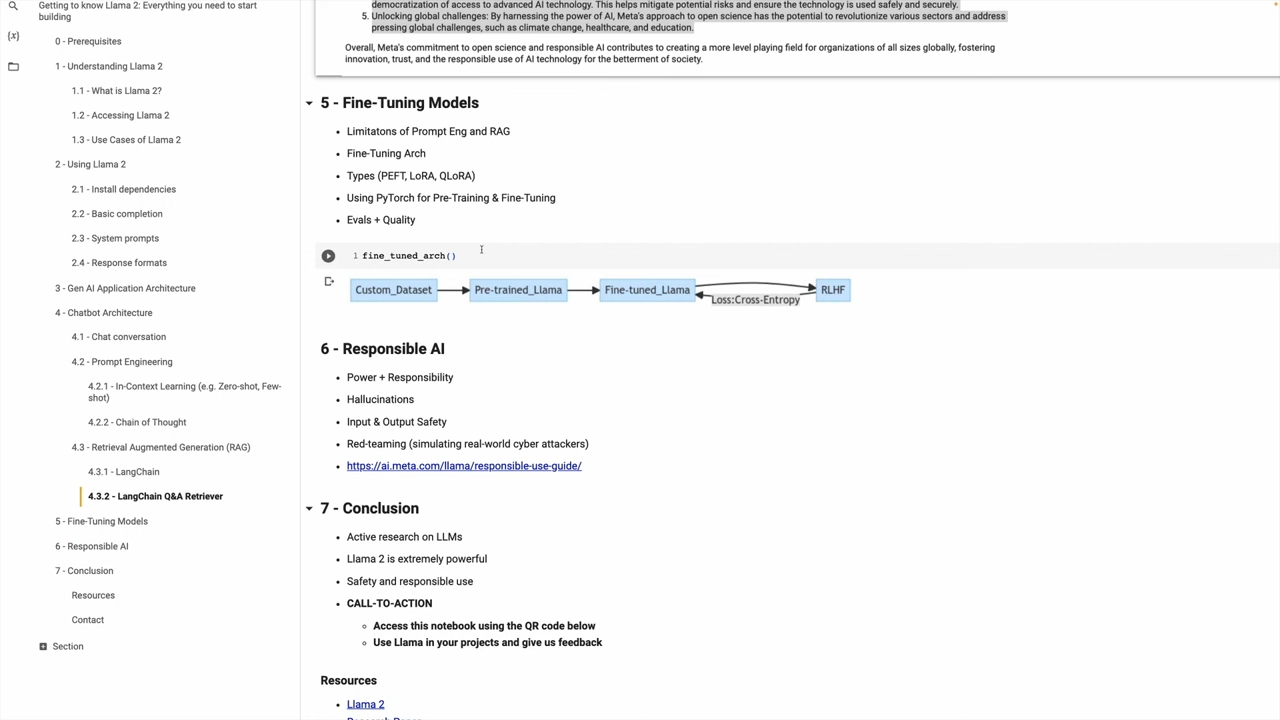 Getting to know Llama 2: Everything you need to start
building
0 - Prerequisites
1 - Understanding Llama 2
1.1 - What is Llama 2?
1.2 - Accessing Llama 2
1.3 - Use Cases of Llama 2
2 - Using Llama 2
2.1 - Install dependencies
2.2 - Basic completion
2.3 - System prompts
2.4 - Response formats
3 - Gen AI Application Architecture
4 - Chatbot Architecture
4.1 - Chat conversation
4.2 - Prompt Engineering
4.2.1 - In-Context Learning (e.g. Zero-shot, Few-
shot)
4.2.2 - Chain of Thought
4.3 - Retrieval Augmented Generation (RAG)
4.3.1 - LangChain
4.3.2 - LangChain Q&A Retriever
5 - Fine-Tuning Models
6 - Responsible AI
7 - Conclusion
Resources
Contact
Section
democratization of access to advanced AI technology. This helps mitigate potential risks and ensure the technology is used safely and securely.
5. Unlocking global challenges: By harnessing the power of AI, Meta's approach to open science has the potential to revolutionize various sectors and address
pressing global challenges, such as climate change, healthcare, and education.
Overall, Meta's commitment to open science and responsible AI contributes to creating a more level playing field for organizations of all sizes globally, fostering
innovation, trust, and the responsible use of AI technology for the betterment of society.
5 - Fine-Tuning Models
• Limitatons of Prompt Eng and RAG
• Fine-Tuning Arch
• Types (PEFT, LoRA, QLoRA)
• Using PyTorch for Pre-Training & Fine-Tuning
• Evals + Quality
1 fine_tuned_arch()
Custom_Dataset Pre-trained_Llama Fine-tuned_Llama Loss:Cross-Entropy RLHF
6 - Responsible AI
• Power + Responsibility
• Hallucinations
• Input & Output Safety
• Red-teaming (simulating real-world cyber attackers)
• https://ai.meta.com/llama/responsible-use-guide/
7 - Conclusion
• Active research on LLMs
• Llama 2 is extremely powerful
• Safety and responsible use
• CALL-TO-ACTION
◦ Access this notebook using the QR code below
◦ Use Llama in your projects and give us feedback
Resources
• Llama 2